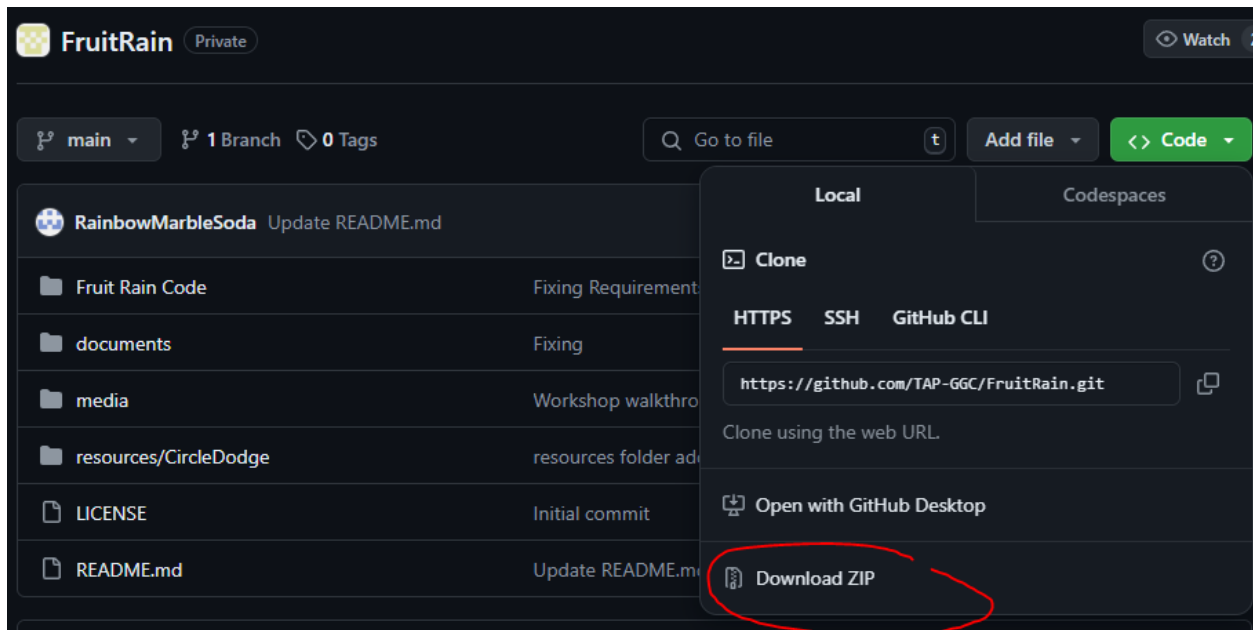 FruitRain Private
Watch
main 1 Branch 0 Tags
Go to file t
Add file
Code
Local Codespaces
RainbowMarbleSoda Update README.md
Clone
Fruit Rain Code Fixing Requirement
HTTPS SSH GitHub CLI
documents Fixing
https://github.com/TAP-GGC/FruitRain.git
media Workshop walkthro
Clone using the web URL.
resources/CircleDodge resources folder ad
Open with GitHub Desktop
LICENSE Initial commit
README.md Update README.m
Download ZIP